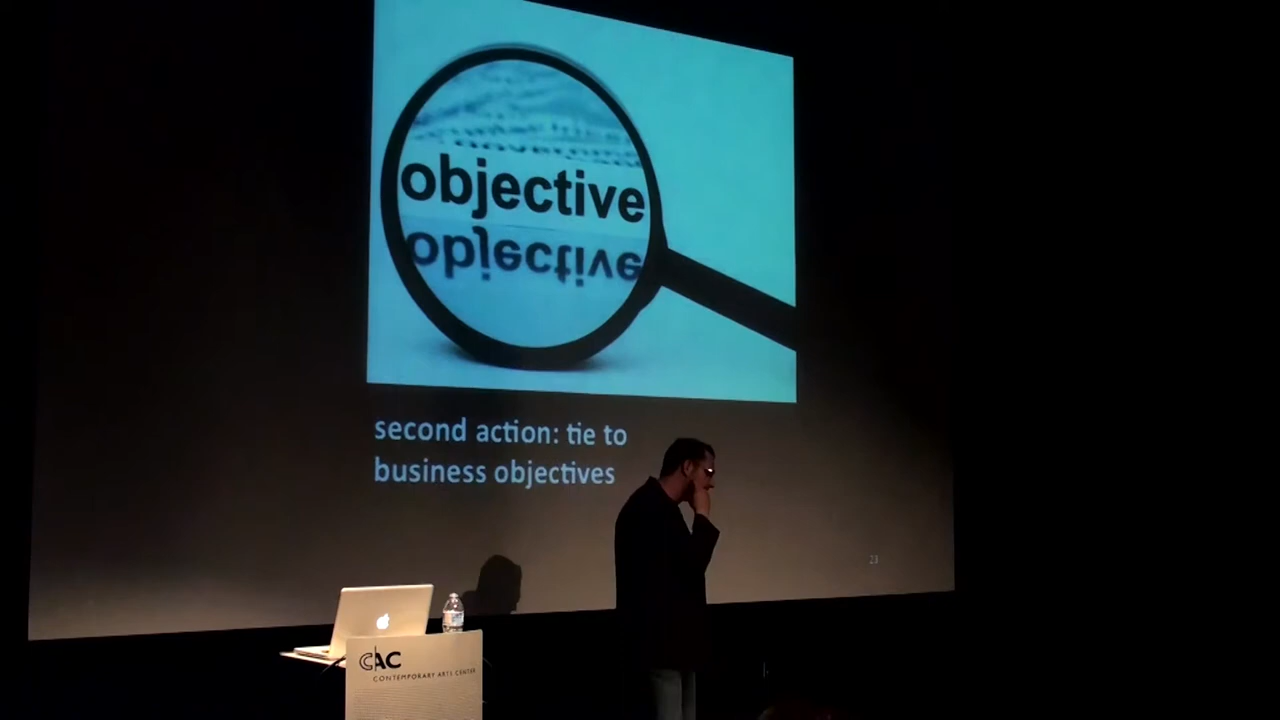 objective
objective
second action: tie to
business objectives
23
CAC
CONTEMPORARY ARTS CENTER